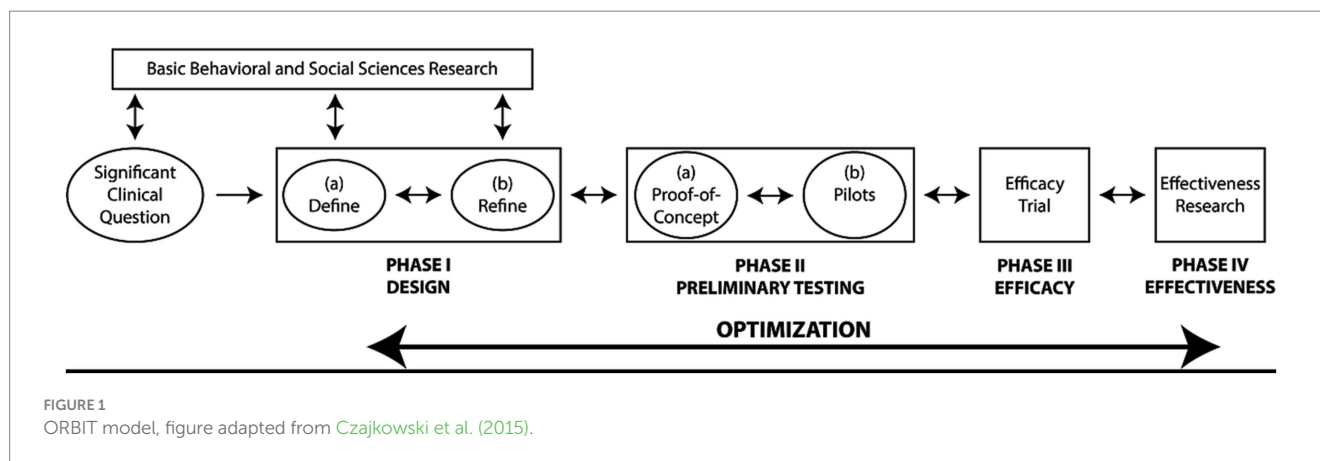 Basic Behavioral and Social Sciences Research
Significant
Clinical
Question
(a)
Define
(b)
Refine
(a)
Proof-of-
Concept
(b)
Pilots
Efficacy
Trial
Effectiveness
Research
PHASE I
DESIGN
PHASE II
PRELIMINARY TESTING
PHASE III
EFFICACY
PHASE IV
EFFECTIVENESS
OPTIMIZATION
FIGURE 1
ORBIT model, figure adapted from Czajkowski et al. (2015).